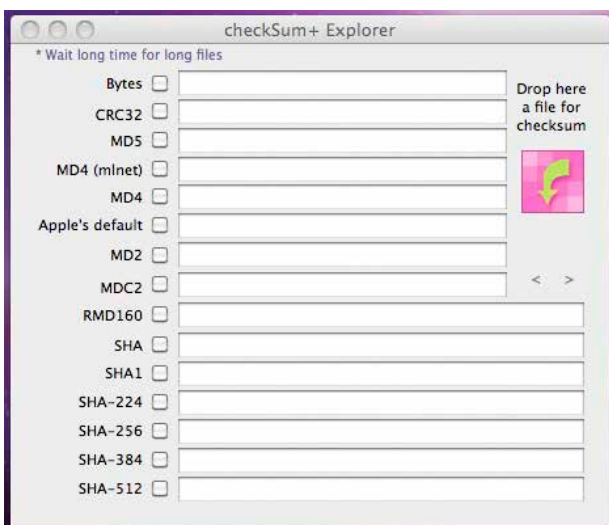 checkSum+ Explorer
* Wait long time for long files
Bytes
CRC32
MD5
MD4 (mlnet)
MD4
Apple's default
MD2
MDC2
RMD160
SHA
SHA1
SHA-224
SHA-256
SHA-384
SHA-512
Drop here
a file for
checksum
< >